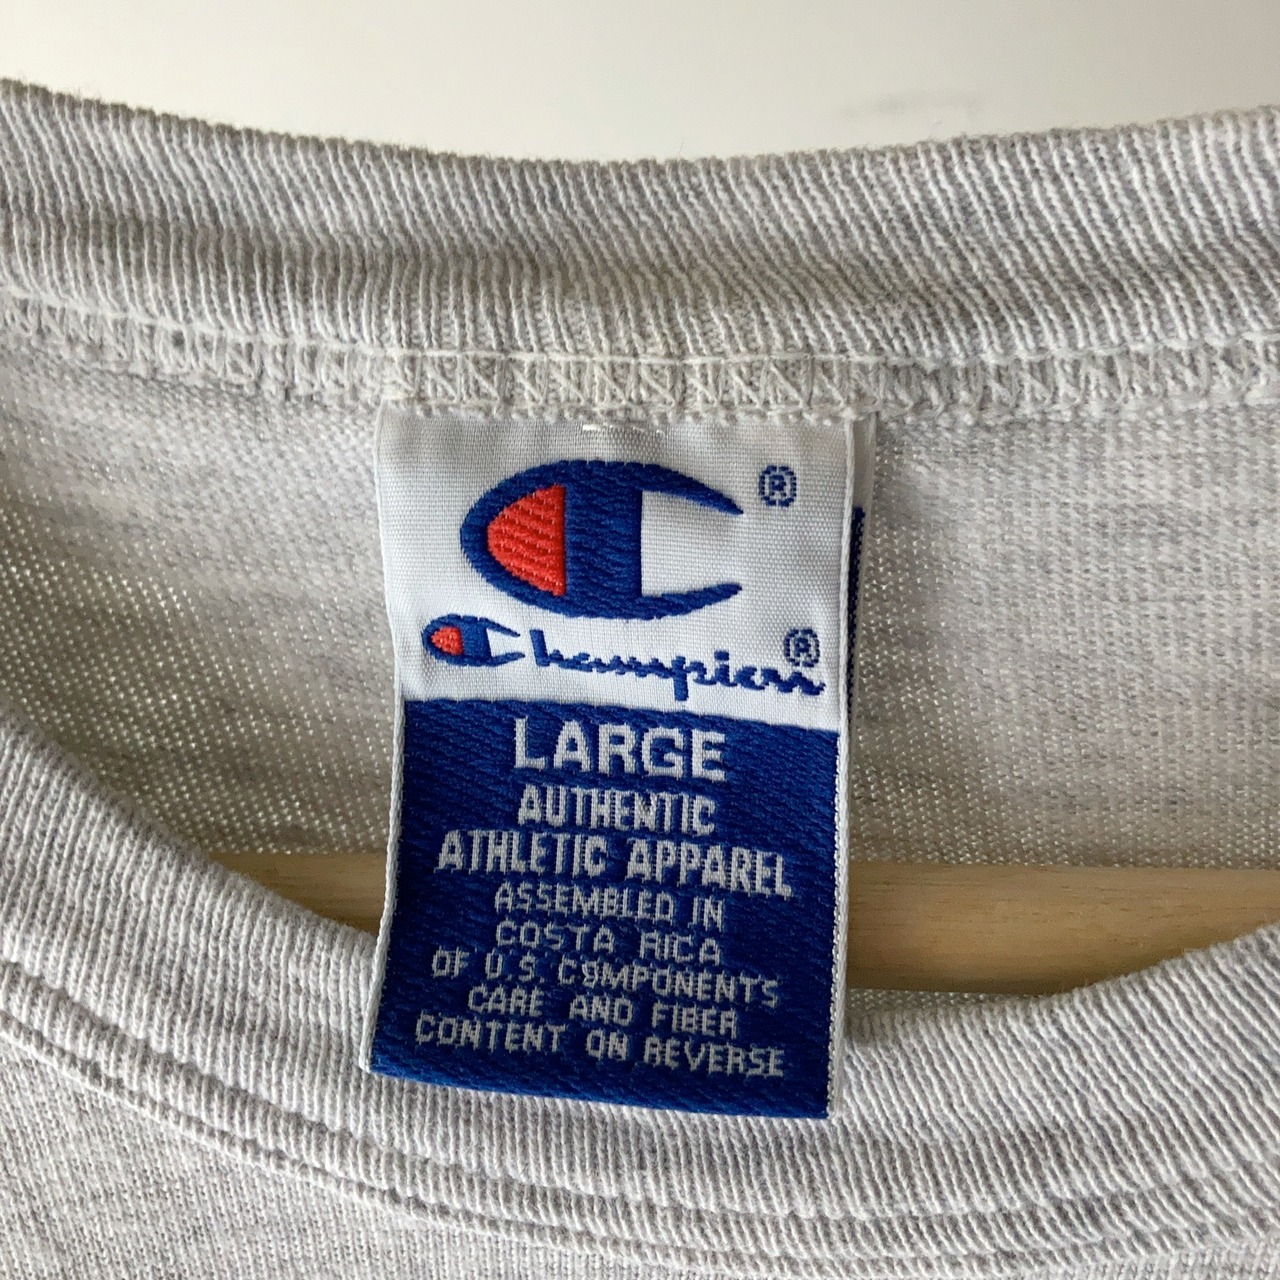 ®
Champion®
LARGE
AUTHENTIC
ATHLETIC APPAREL
ASSEMBLED IN
COSTA RICA
OF U.S. COMPONENTS
CARE AND FIBER
CONTENT ON REVERSE